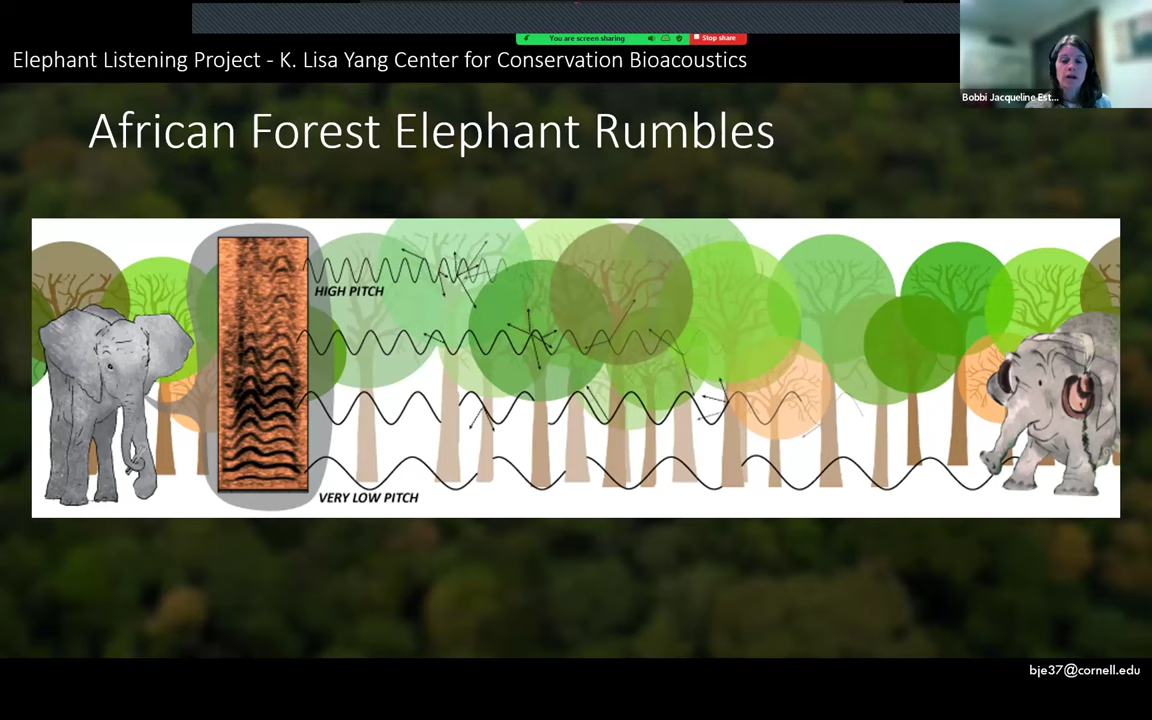 You are screen sharing
Stop share
Elephant Listening Project - K. Lisa Yang Center for Conservation Bioacoustics
Bobbi Jacqueline Est...
African Forest Elephant Rumbles
HIGH PITCH
VERY LOW PITCH
bje37@cornell.edu